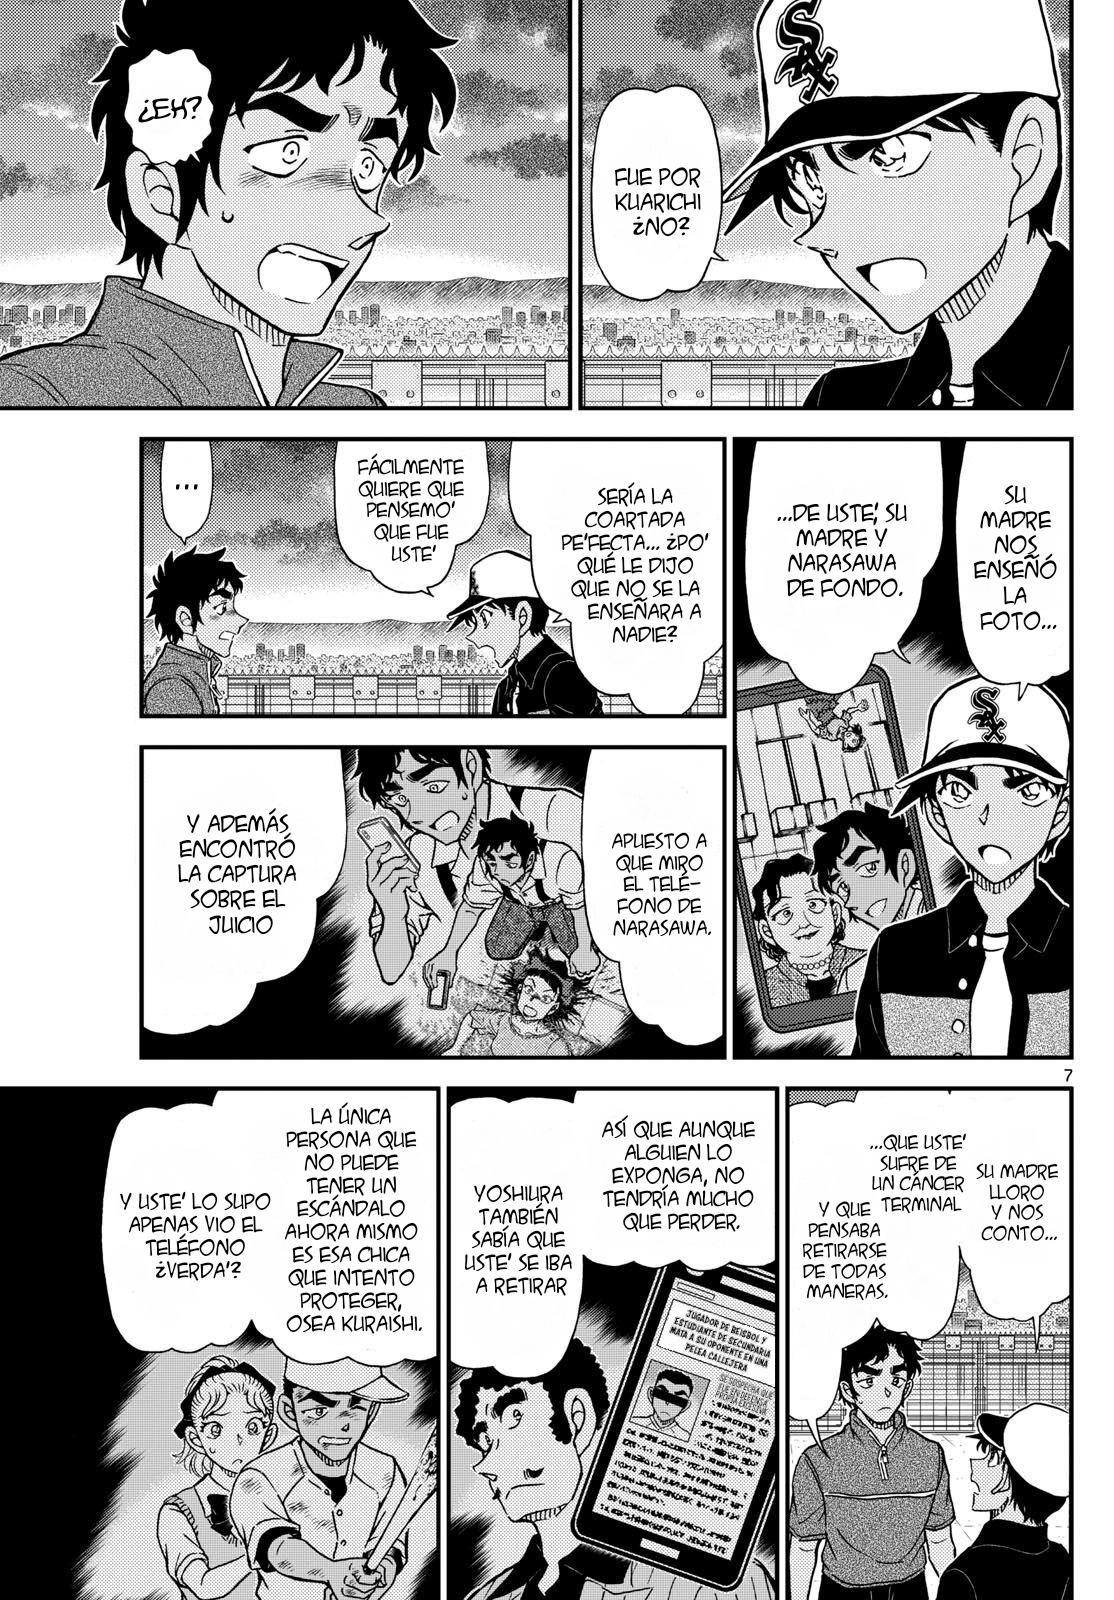 FUE POR
KUARICHI
¿NO?
SOX
¿EH?
SU
MADRE
NOS
ENSEÑÓ
LA
FOTO...
...DE USTE', SU
MADRE Y
NARASAWA
DE FONDO.
SOX
SERÍA LA
COARTADA
PE'FECTA... ¿PO'
QUÉ LE DIJO
QUE NO SE LA
ENSEÑARA A
NADIE?
FÁCILMENTE
QUIERE QUE
PENSEMO'
QUE FUE
USTE'
...
APUESTO A
QUE MIRO
EL TELÉ-
FONO DE
NARASAWA.
Y ADEMÁS
ENCONTRÓ
LA CAPTURA
SOBRE EL
JUICIO
7
SU MADRE
LLORO
Y NOS
CONTO...
...QUE USTE'
SUFRE DE
UN CÁNCER
TERMINAL
Y QUE
PENSABA
RETIRARSE
DE TODAS
MANERAS.
ASÍ QUE AUNQUE
ALGUIEN LO
EXPONGA, NO
TENDRÍA MUCHO
QUE PERDER.
YOSHIURA
TAMBIÉN
SABÍA QUE
USTE' SE IBA
A RETIRAR
JUGADOR DE BEISBOL Y
ESTUDIANTE DE SECUNDARIA
MATA A SU OPONENTE EN UNA
PELEA CALLEJERA
SE SOSPECHA QUE
LA ÚNICA
PERSONA QUE
NO PUEDE
TENER UN
ESCÁNDALO
AHORA MISMO
ES ESA CHICA
QUE INTENTO
PROTEGER,
OSEA KURAISHI.
Y USTE' LO SUPO
APENAS VIO EL
TELÉFONO
¿VERDA'?